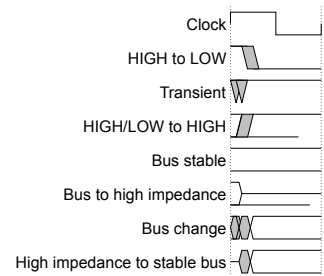 Clock
HIGH to LOW
Transient
HIGH/LOW to HIGH
Bus stable
Bus to high impedance
Bus change
High impedance to stable bus